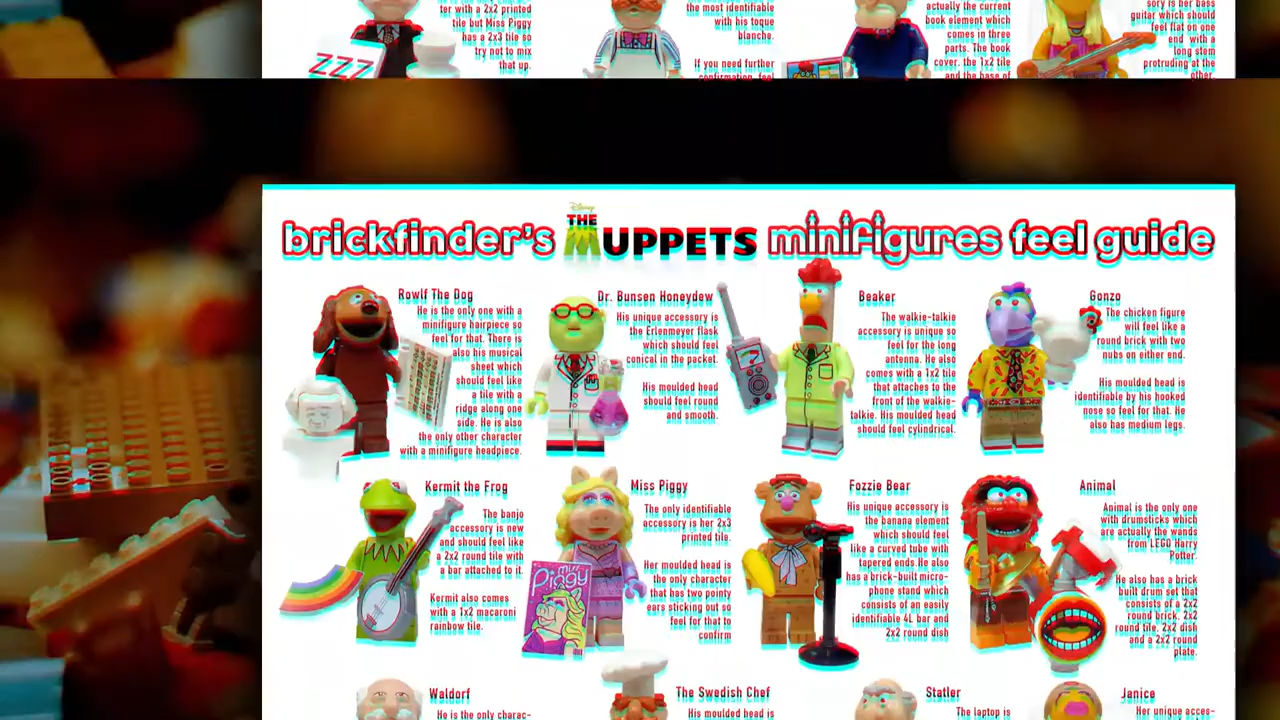 ter with a 2x2 printed
tile but Miss Piggy
has a 2x3 tile so
try not to mix
that up.
ZZZ
the most identifiable
with his toque
blanche.
If you need further
confirmation, feel
actually the current
book element which
comes in three
parts. The book
cover, the 1x2 tile
and the base of
sory is her bass
guitar which should
feel flat on one
end with a
long stem
protruding at the
other.
brickfinder's Disney THE MUPPETS minifigures feel guide
Rowlf The Dog
He is the only one with a
minifigure hairpiece so
feel for that. There is
also his musical
sheet which
should feel like
a tile with a
ridge along one
side. He is also
the only other character
with a minifigure headpiece.
Dr. Bunsen Honeydew
His unique accessory is
the Erlenmeyer flask
which should feel
conical in the packet.
His moulded head
should feel round
and smooth.
Beaker
The walkie-talkie
accessory is unique so
feel for the long
antenna. He also
comes with a 1x2 tile
that attaches to the
front of the walkie-
talkie. His moulded head
should feel cylindrical.
Gonzo
The chicken figure
will feel like a
round brick with two
nubs on either end.
His moulded head is
identifiable by his hooked
nose so feel for that. He
also has medium legs.
Kermit the Frog
The banjo
accessory is new
and should feel like
a 2x2 round tile with
a bar attached to it.
Kermit also comes
with a 1x2 macaroni
rainbow tile.
Miss Piggy
The only identifiable
accessory is her 2x3
printed tile.
Her moulded head is
the only character
that has two pointy
ears sticking out so
feel for that to
confirm
miss
Piggy
Fozzie Bear
His unique accessory is
the banana element
which should feel
like a curved tube with
tapered ends.He also
has a brick-built micro-
phone stand which
consists of an easily
identifiable 4L bar and
2x2 round dish
Animal
Animal is the only one
with drumsticks which
are actually the wands
from LEGO Harry
Potter.
He also has a brick
built drum set that
consists of a 2x2
round brick, 2x2
round tile, 2x2 dish
and a 2x2 round
plate.
Waldorf
He is the only charac-
The Swedish Chef
His moulded head is
Statler
The laptop is
Janice
Her unique acces-